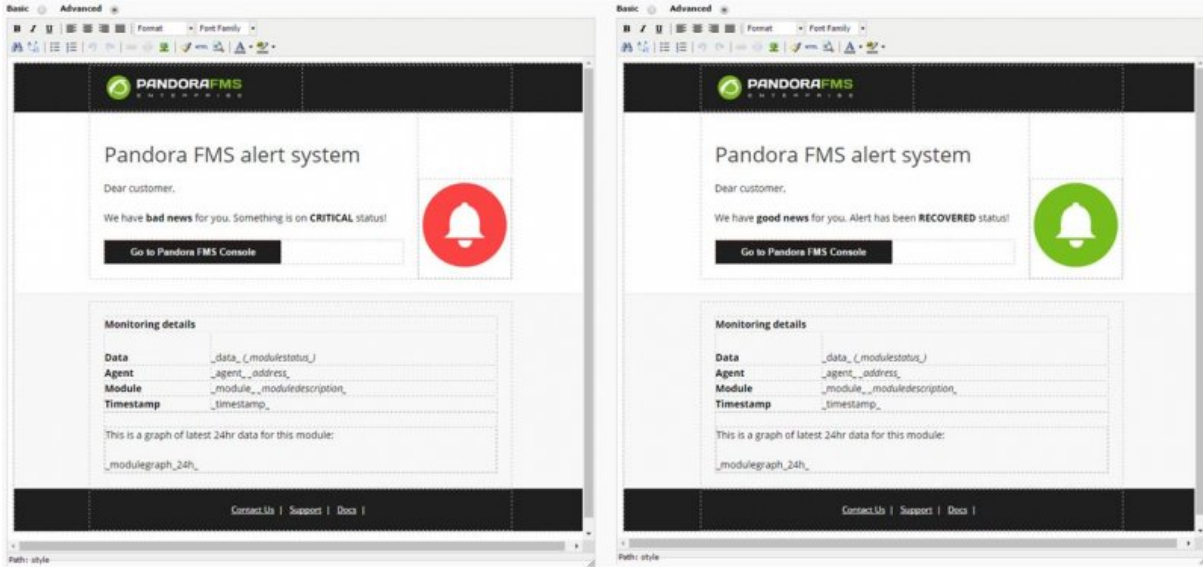 Basic Advanced
B I U Format Font Family
HTML A
PANDORAFMS
ENTERPRISE
Pandora FMS alert system
Dear customer,
We have bad news for you. Something is on CRITICAL status!
Go to Pandora FMS Console
Monitoring details
Data _data_ (_modulestatus_)
Agent _agent_ _address_
Module _module_ _moduledescription_
Timestamp _timestamp_
This is a graph of latest 24hr data for this module:
_modulegraph_24h_
Contact Us | Support | Docs |
Path: style
Basic Advanced
B I U Format Font Family
HTML A
PANDORAFMS
ENTERPRISE
Pandora FMS alert system
Dear customer,
We have good news for you. Alert has been RECOVERED status!
Go to Pandora FMS Console
Monitoring details
Data _data_ (_modulestatus_)
Agent _agent_ _address_
Module _module_ _moduledescription_
Timestamp _timestamp_
This is a graph of latest 24hr data for this module:
_modulegraph_24h_
Contact Us | Support | Docs |
Path: style